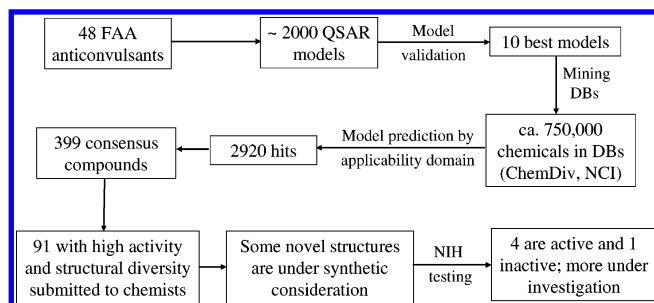 48 FAA
anticonvulsants
~ 2000 QSAR
models
Model
validation
10 best models
Mining
DBs
ca. 750,000
chemicals in DBs
(ChemDiv, NCI)
Model prediction by
applicability domain
2920 hits
399 consensus
compounds
91 with high activity
and structural diversity
submitted to chemists
Some novel structures
are under synthetic
consideration
NIH
testing
4 are active and 1
inactive; more under
investigation